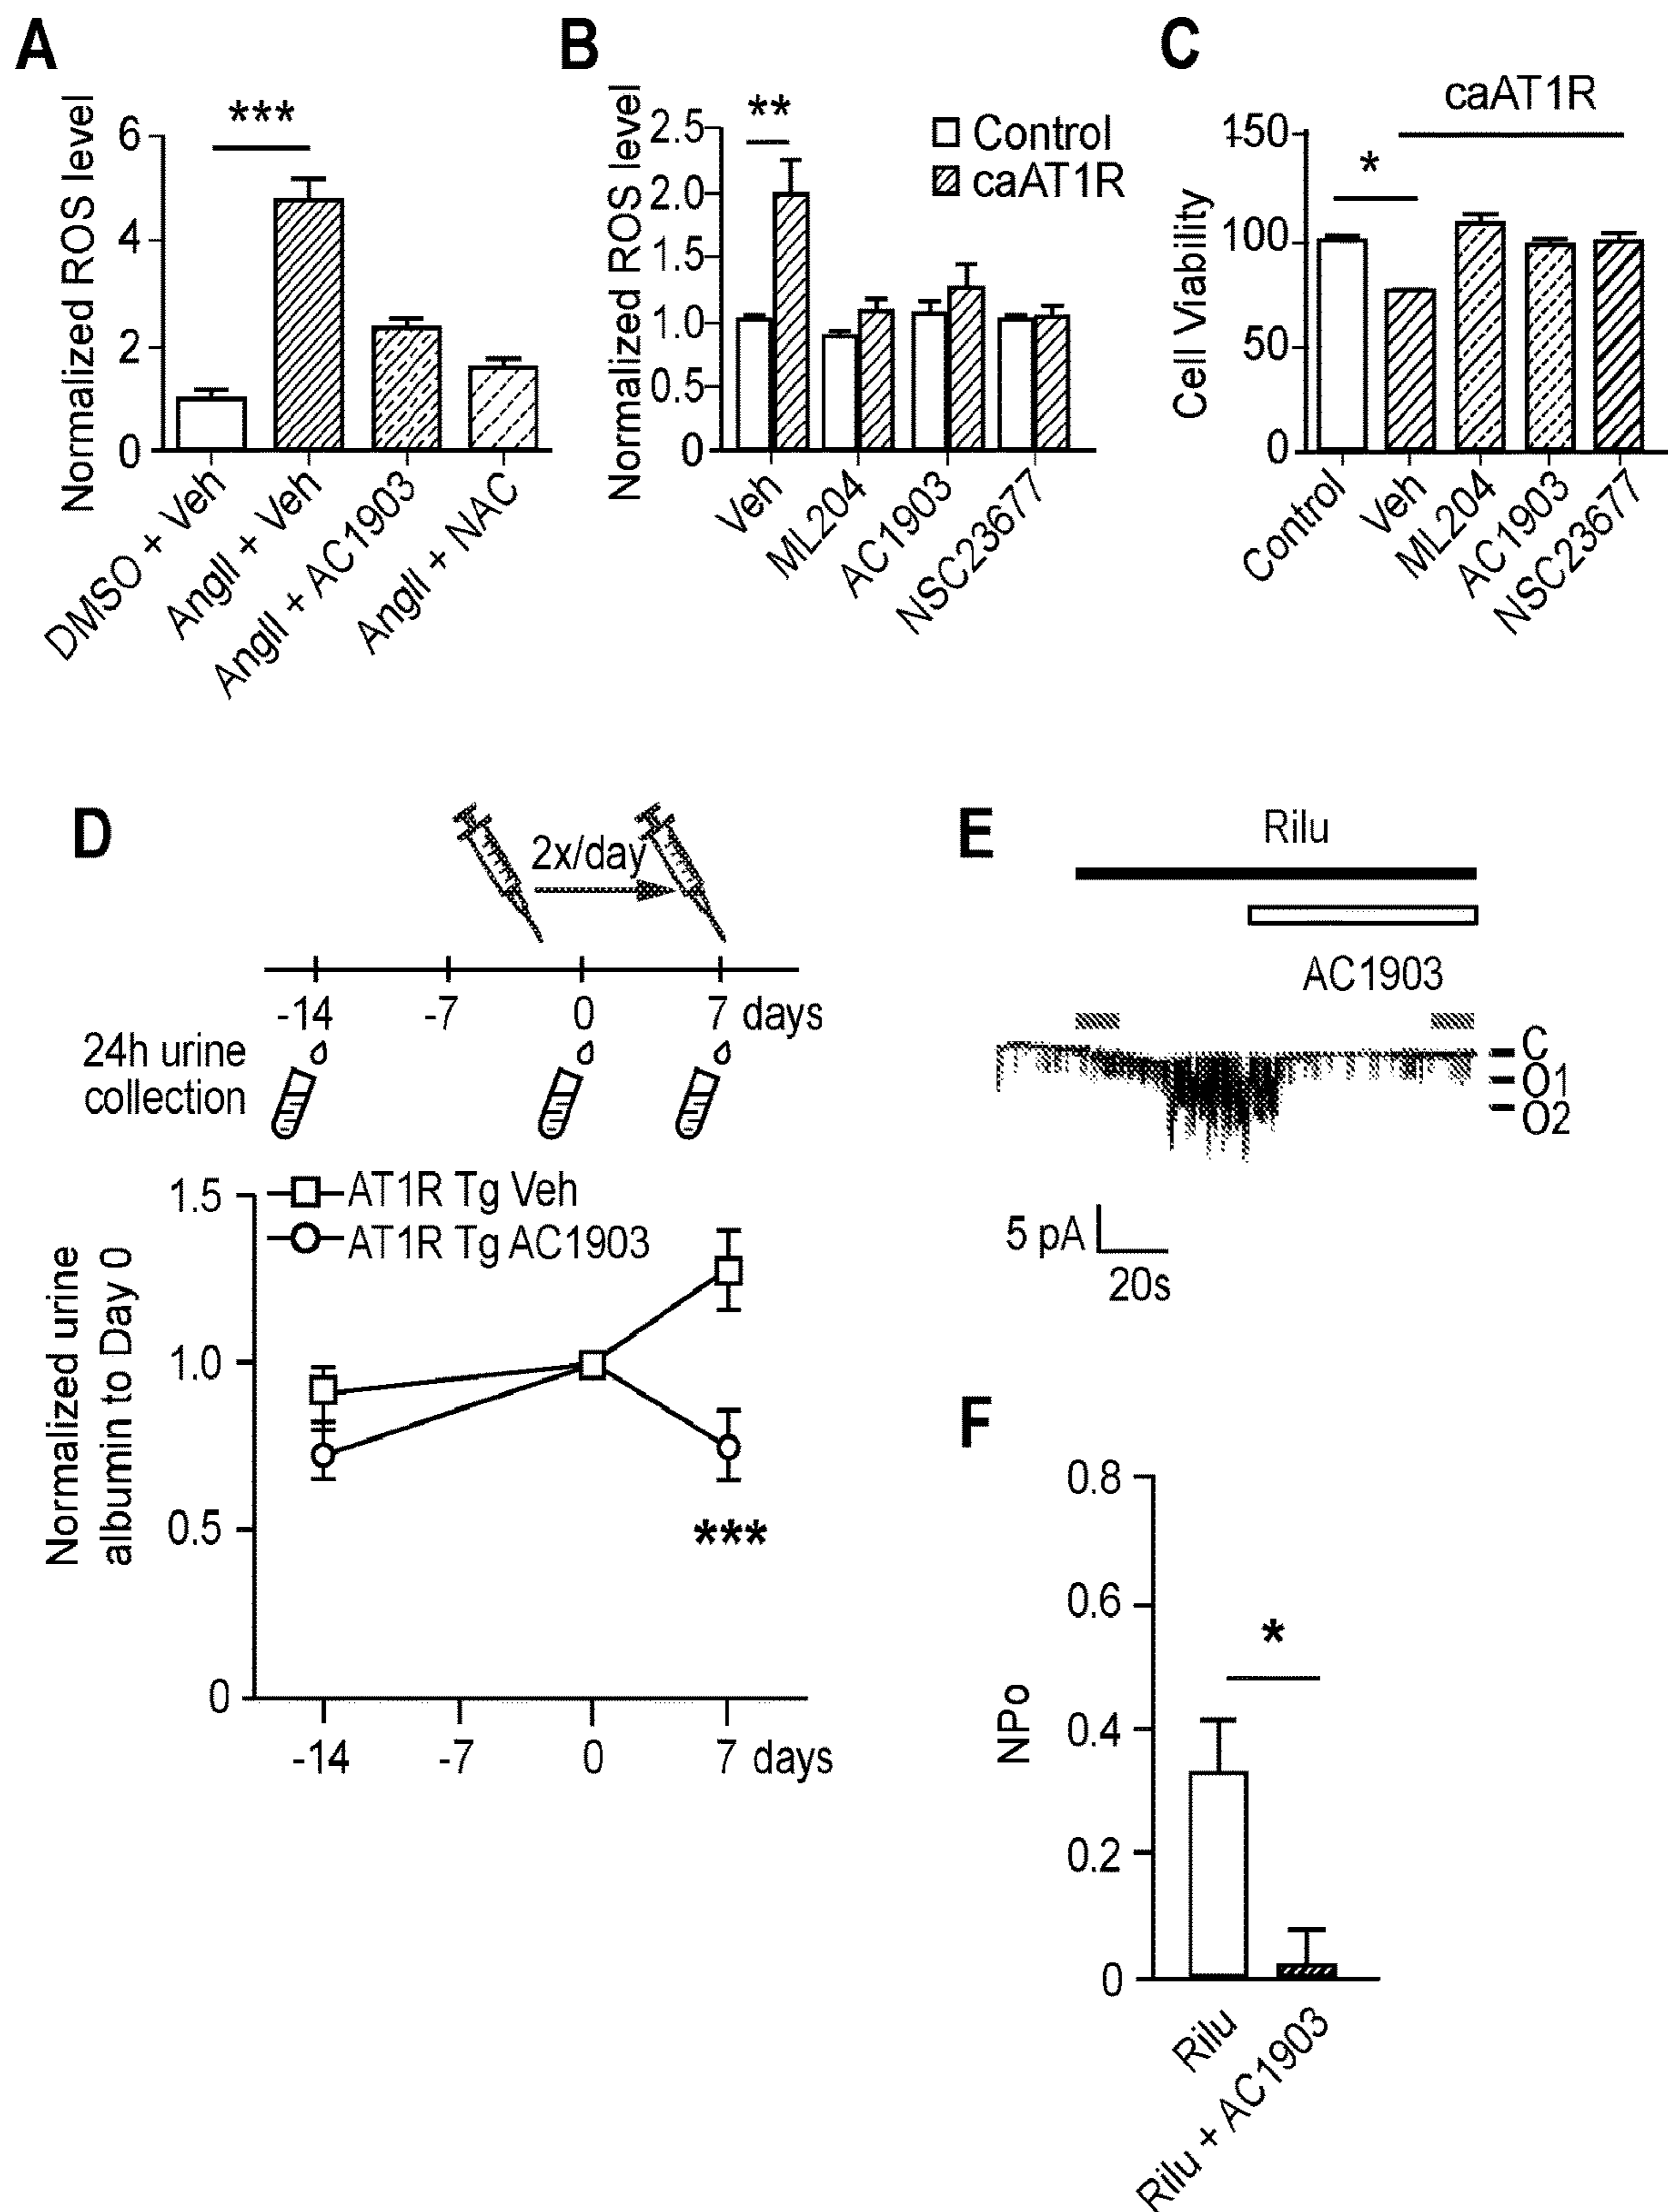 A
***
Normalized ROS level
6
4
2
0
DMSO + Veh
AngII + Veh
AngII + AC1903
AngII + NAC
B
**
Normalized ROS level
2.5
2.0
1.5
1.0
0.5
0
Control
caAT1R
Veh
ML204
AC1903
NSC23677
C
caAT1R
*
Cell Viability
150
100
50
0
Control
Veh
ML204
AC1903
NSC23677
D
2x/day
-14 -7 0 7 days
24h urine
collection
AT1R Tg Veh
AT1R Tg AC1903
Normalized urine
albumin to Day 0
1.5
1.0
0.5
0
***
-14 -7 0 7 days
E
Rilu
AC1903
C
O1
O2
5 pA
20s
F
NPo
0.8
0.6
0.4
0.2
0
*
Rilu
Rilu + AC1903